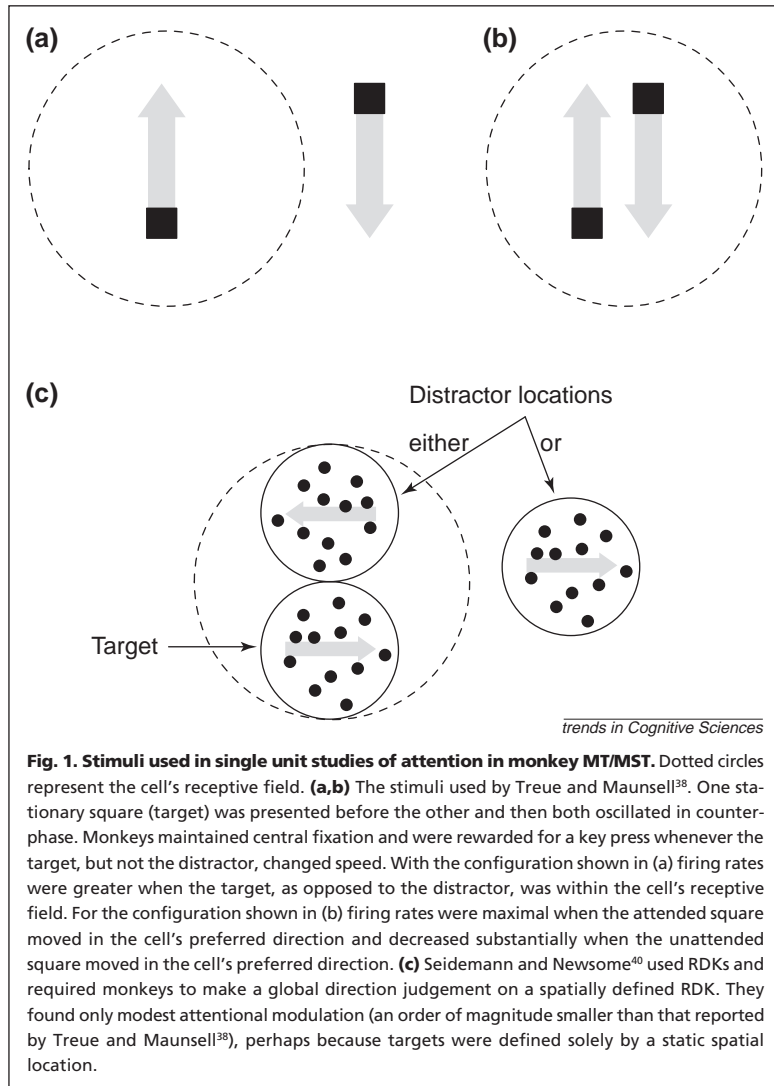 (a)
(b)
(c)
Distractor locations
either
or
Target
trends in Cognitive Sciences
Fig. 1. Stimuli used in single unit studies of attention in monkey MT/MST. Dotted circles
represent the cell's receptive field. (a,b) The stimuli used by Treue and Maunsell³⁸. One sta-
tionary square (target) was presented before the other and then both oscillated in counter-
phase. Monkeys maintained central fixation and were rewarded for a key press whenever the
target, but not the distractor, changed speed. With the configuration shown in (a) firing rates
were greater when the target, as opposed to the distractor, was within the cell's receptive
field. For the configuration shown in (b) firing rates were maximal when the attended square
moved in the cell's preferred direction and decreased substantially when the unattended
square moved in the cell's preferred direction. (c) Seidemann and Newsome⁴⁰ used RDKs and
required monkeys to make a global direction judgement on a spatially defined RDK. They
found only modest attentional modulation (an order of magnitude smaller than that reported
by Treue and Maunsell³⁸), perhaps because targets were defined solely by a static spatial
location.